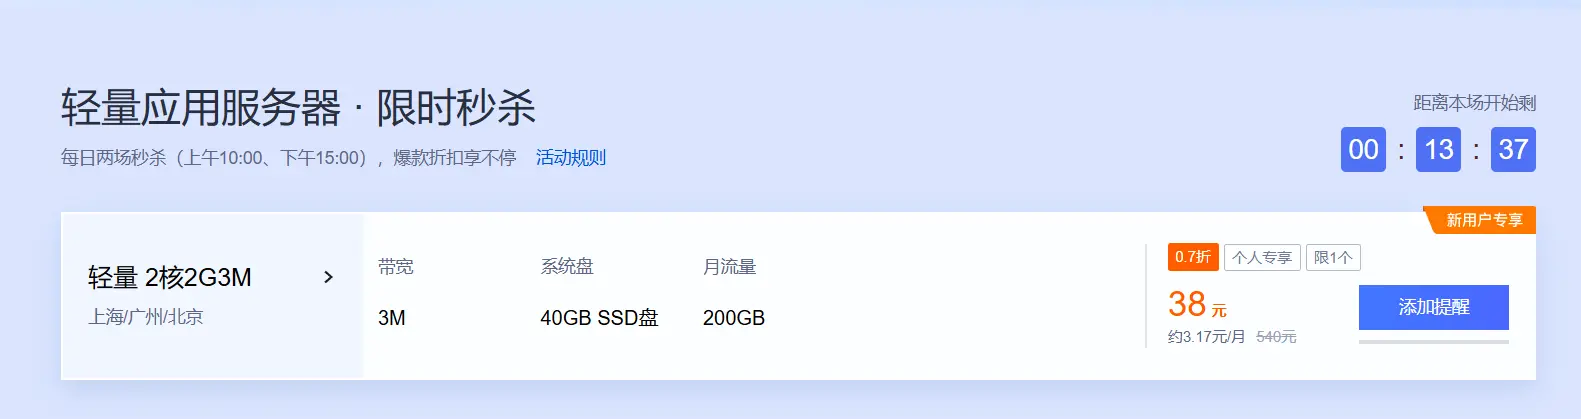 轻量应用服务器 · 限时秒杀
每日两场秒杀（上午10:00、下午15:00），爆款折扣享不停 活动规则
距离本场开始剩
00 : 13 : 37
新用户专享
轻量 2核2G3M
上海/广州/北京
带宽 系统盘 月流量
3M 40GB SSD盘 200GB
0.7折 个人专享 限1个
38 元
约3.17元/月 540元
添加提醒